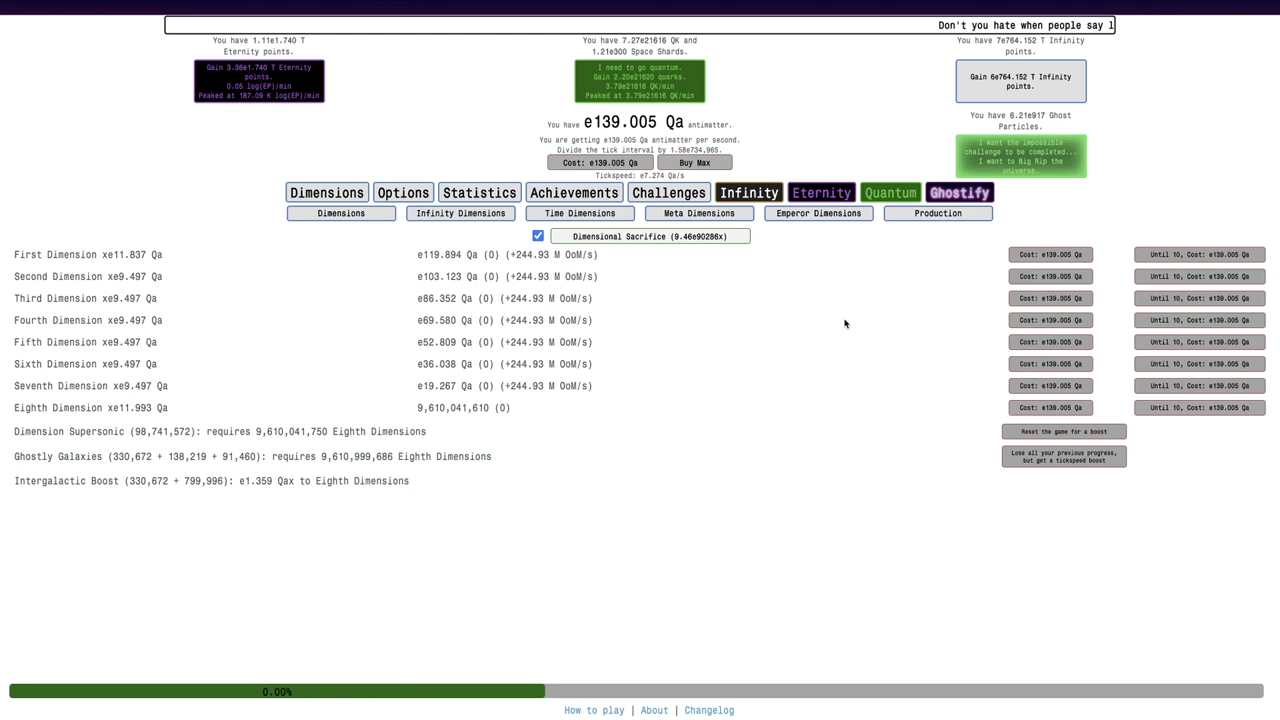 Don't you hate when people say l
You have 1.11e1.740 T
Eternity points.
Gain 3.36e1.740 T Eternity
points.
0.05 log(EP)/min
Peaked at 187.09 K log(EP)/min
You have 7.27e21616 QK and
1.21e300 Space Shards.
I need to go quantum.
Gain 2.20e21620 quarks.
3.79e21616 QK/min
Peaked at 3.79e21616 QK/min
You have 7e764.152 T Infinity
points.
Gain 6e764.152 T Infinity
points.
You have 6.21e917 Ghost
Particles.
I want the impossible
challenge to be completed...
I want to Big Rip the
universe.
You have e139.005 Qa antimatter.
You are getting e139.005 Qa antimatter per second.
Divide the tick interval by 1.58e734,965.
Cost: e139.005 Qa Buy Max
Tickspeed: e7.274 Qa/s
Dimensions Options Statistics Achievements Challenges Infinity Eternity Quantum Ghostify
Dimensions Infinity Dimensions Time Dimensions Meta Dimensions Emperor Dimensions Production
Dimensional Sacrifice (9.46e90286x)
First Dimension xe11.837 Qa e119.894 Qa (0) (+244.93 M OoM/s) Cost: e139.005 Qa Until 10, Cost: e139.005 Qa
Second Dimension xe9.497 Qa e103.123 Qa (0) (+244.93 M OoM/s) Cost: e139.005 Qa Until 10, Cost: e139.005 Qa
Third Dimension xe9.497 Qa e86.352 Qa (0) (+244.93 M OoM/s) Cost: e139.005 Qa Until 10, Cost: e139.005 Qa
Fourth Dimension xe9.497 Qa e69.580 Qa (0) (+244.93 M OoM/s) Cost: e139.005 Qa Until 10, Cost: e139.005 Qa
Fifth Dimension xe9.497 Qa e52.809 Qa (0) (+244.93 M OoM/s) Cost: e139.005 Qa Until 10, Cost: e139.005 Qa
Sixth Dimension xe9.497 Qa e36.038 Qa (0) (+244.93 M OoM/s) Cost: e139.005 Qa Until 10, Cost: e139.005 Qa
Seventh Dimension xe9.497 Qa e19.267 Qa (0) (+244.93 M OoM/s) Cost: e139.005 Qa Until 10, Cost: e139.005 Qa
Eighth Dimension xe11.993 Qa 9,610,041,610 (0) Cost: e139.005 Qa Until 10, Cost: e139.005 Qa
Dimension Supersonic (98,741,572): requires 9,610,041,750 Eighth Dimensions Reset the game for a boost
Ghostly Galaxies (330,672 + 138,219 + 91,460): requires 9,610,999,686 Eighth Dimensions
Lose all your previous progress,
but get a tickspeed boost
Intergalactic Boost (330,672 + 799,996): e1.359 Qax to Eighth Dimensions
0.00%
How to play | About | Changelog